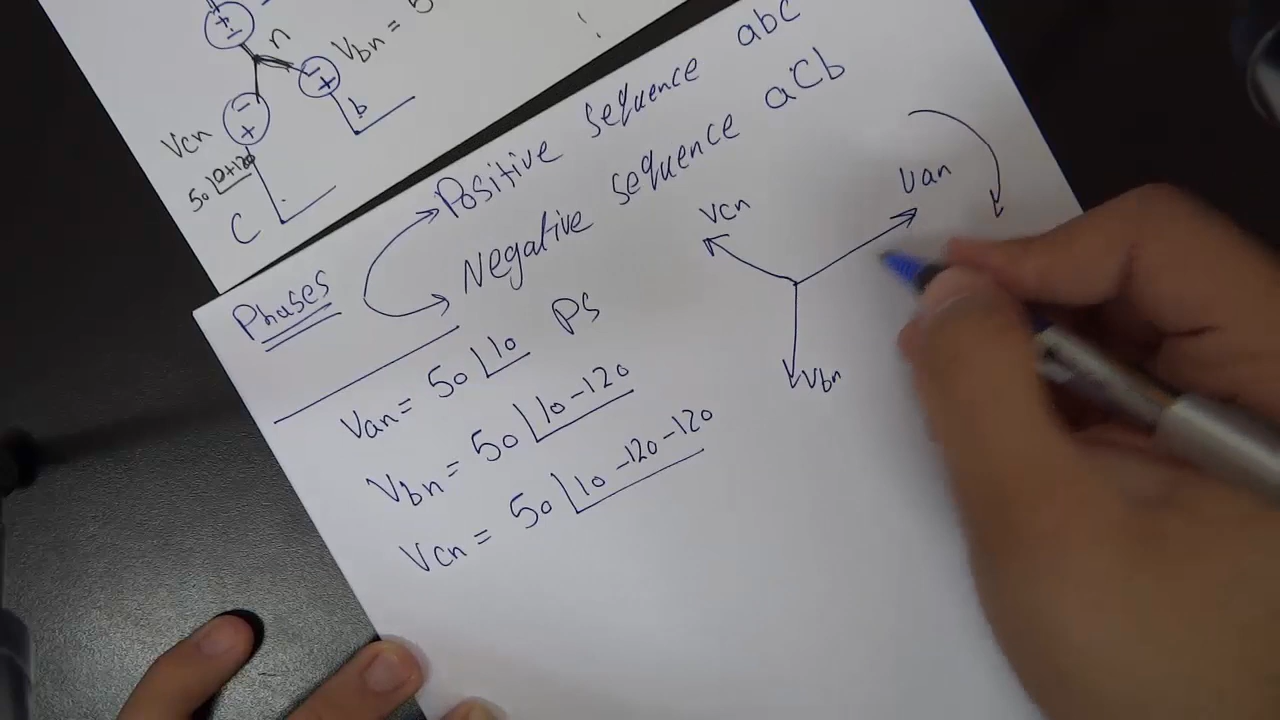 n
Vbn = 5
b
Vcn
50∠0+120
C
Positive sequence abc
Negative sequence acb
Phases
Van = 50∠10 PS
Vbn = 50∠10-120
Vcn = 50∠10-120-120
Vcn
Van
Vbn